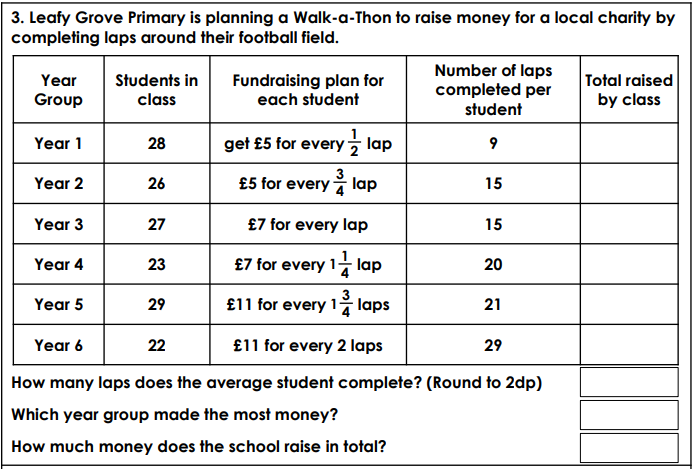 3. Leafy Grove Primary is planning a Walk-a-Thon to raise money for a local charity by
completing laps around their football field.
Year Group | Students in class | Fundraising plan for each student | Number of laps completed per student | Total raised by class
Year 1 | 28 | get £5 for every 1/2 lap | 9 |
Year 2 | 26 | £5 for every 3/4 lap | 15 |
Year 3 | 27 | £7 for every lap | 15 |
Year 4 | 23 | £7 for every 1 1/4 lap | 20 |
Year 5 | 29 | £11 for every 1 3/4 laps | 21 |
Year 6 | 22 | £11 for every 2 laps | 29 |
How many laps does the average student complete? (Round to 2dp)
Which year group made the most money?
How much money does the school raise in total?